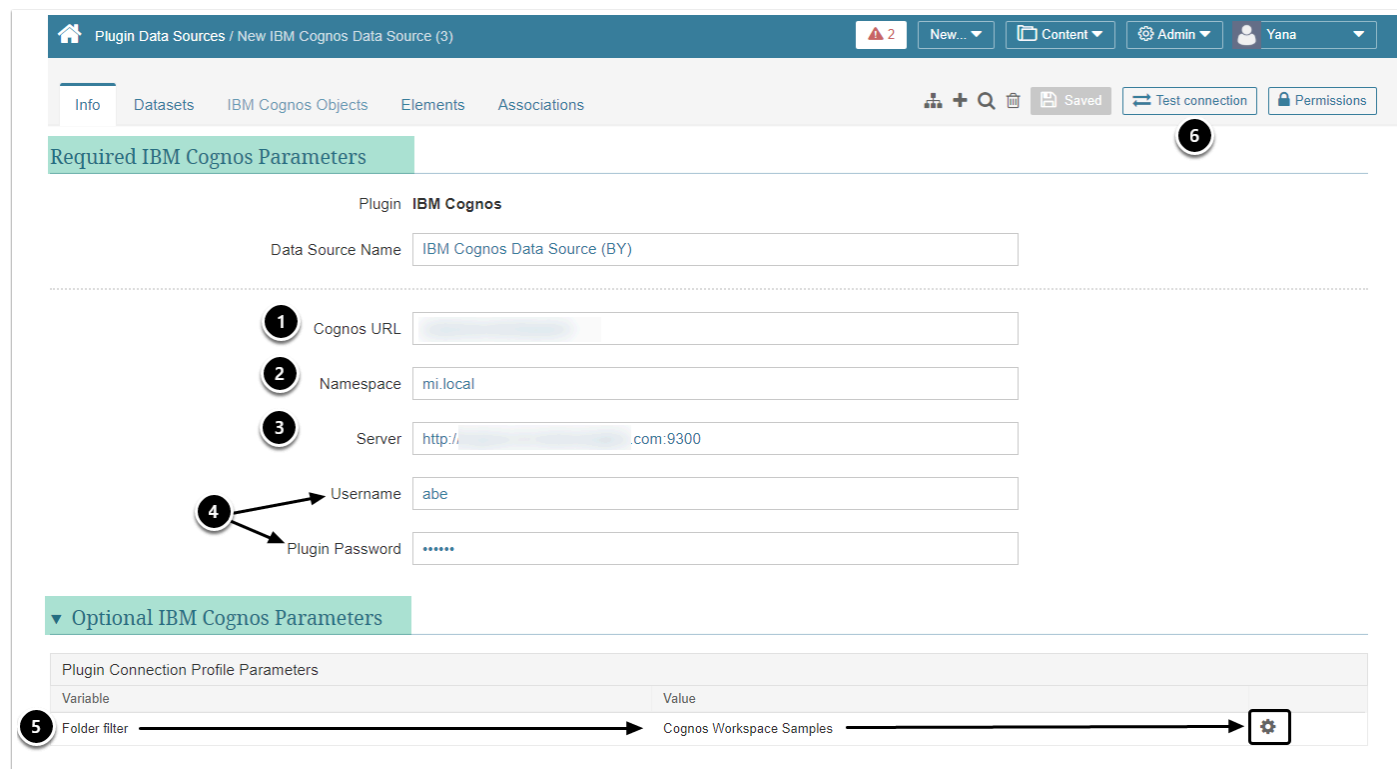 Plugin Data Sources / New IBM Cognos Data Source (3) 2 New... Content Admin Yana
Info Datasets IBM Cognos Objects Elements Associations Saved Test connection Permissions
6
Required IBM Cognos Parameters
Plugin IBM Cognos
Data Source Name IBM Cognos Data Source (BY)
1 Cognos URL
2 Namespace mi.local
3 Server http:/ .com:9300
Username abe
4
Plugin Password ••••••
Optional IBM Cognos Parameters
Plugin Connection Profile Parameters
Variable Value
5 Folder filter Cognos Workspace Samples